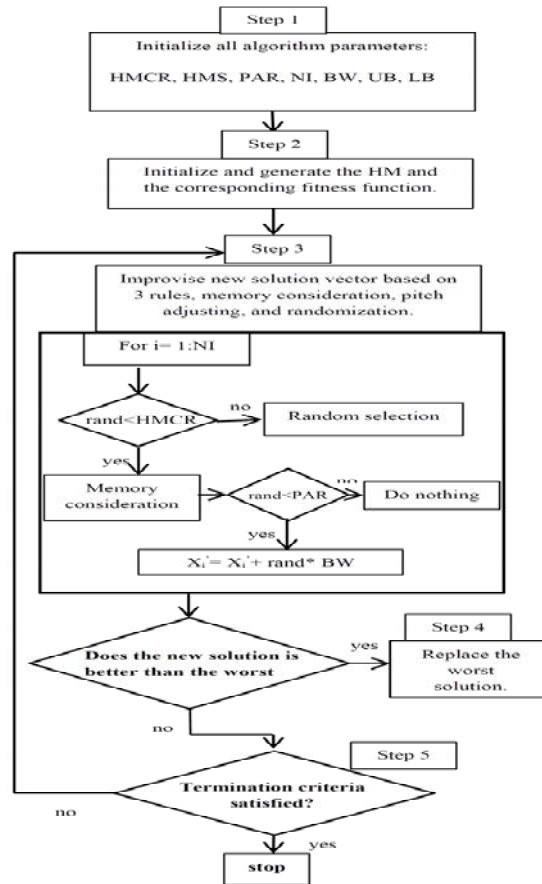 Step 1
Initialize all algorithm parameters:
HMCR, HMS, PAR, NI, BW, UB, LB
Step 2
Initialize and generate the HM and
the corresponding fitness function.
Step 3
Improvise new solution vector based on
3 rules, memory consideration, pitch
adjusting, and randomization.
For i= 1:NI
rand<HMCR
no
Random selection
yes
Memory
consideration
rand<PAR
no
Do nothing
yes
Xi'= Xi'+ rand* BW
Does the new solution is
better than the worst
yes
Step 4
Replace the
worst
solution.
no
Step 5
Termination criteria
satisfied?
no
yes
stop